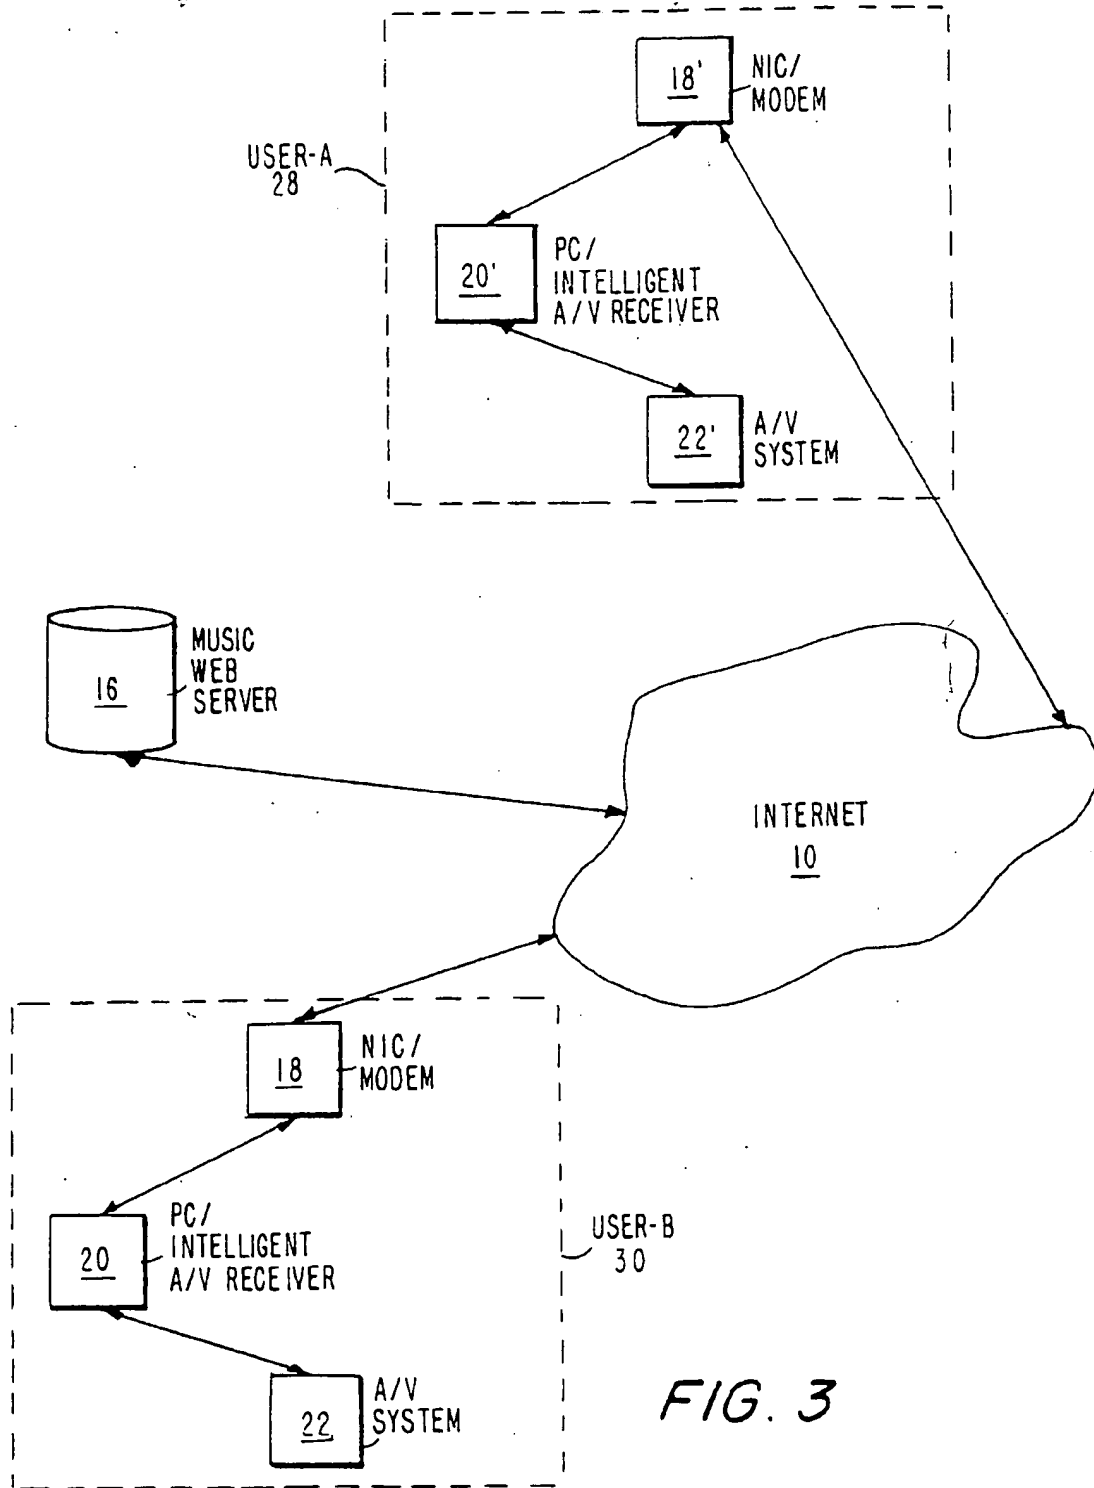 18'
NIC/
MODEM
USER-A
28
20'
PC/
INTELLIGENT
A/V RECEIVER
22'
A/V
SYSTEM
16
MUSIC
WEB
SERVER
INTERNET
10
18
NIC/
MODEM
20
PC/
INTELLIGENT
A/V RECEIVER
USER-B
30
22
A/V
SYSTEM
FIG. 3